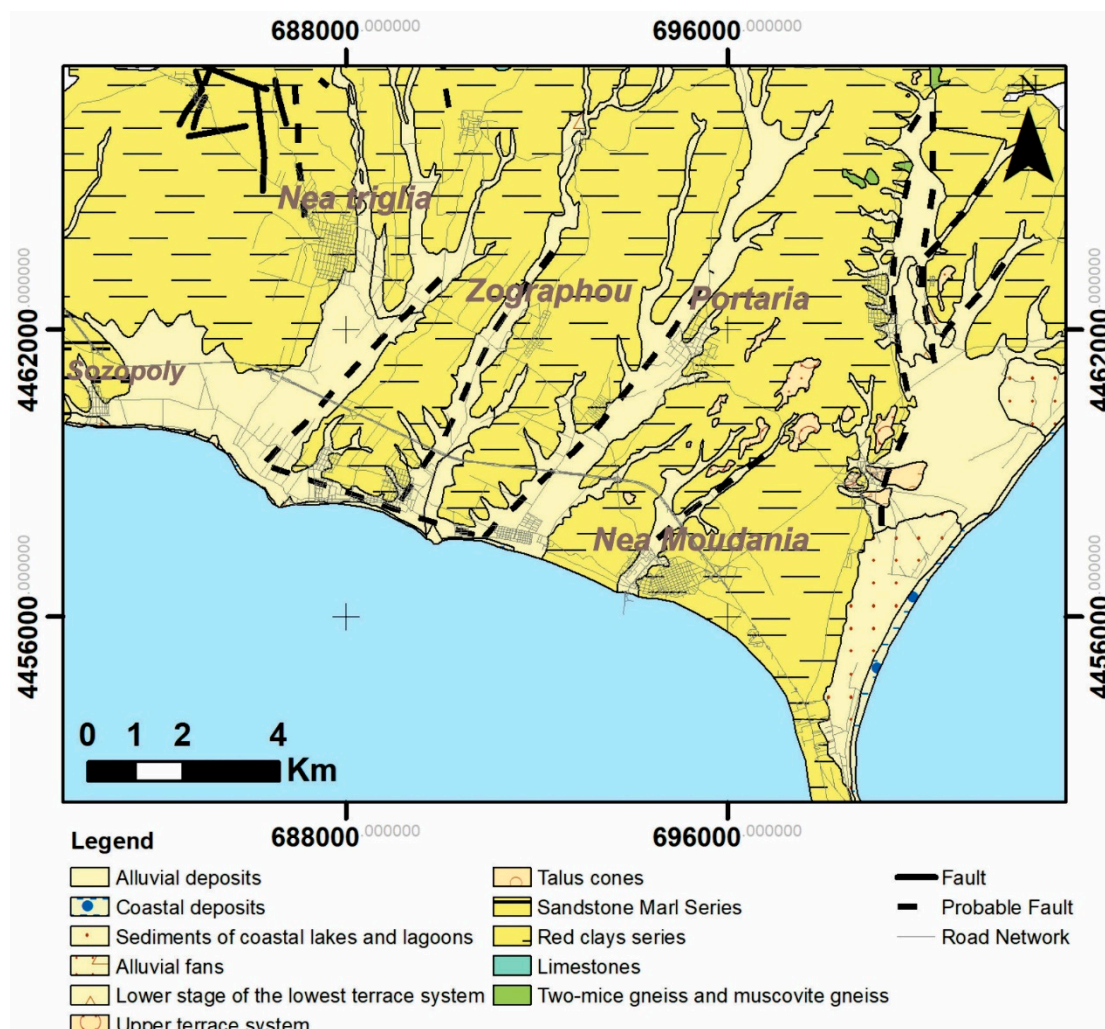 688000.000000 696000.000000
N
Nea triglia
Zographou
Portaria
4462000.000000 4462000.000000
Sozopoly
Nea Moudania
4456000.000000 4456000.000000
0 1 2 4
Km
688000.000000 696000.000000
Legend
Alluvial deposits
Coastal deposits
Sediments of coastal lakes and lagoons
Alluvial fans
Lower stage of the lowest terrace system
Upper terrace system
Talus cones
Sandstone Marl Series
Red clays series
Limestones
Two-mice gneiss and muscovite gneiss
Fault
Probable Fault
Road Network